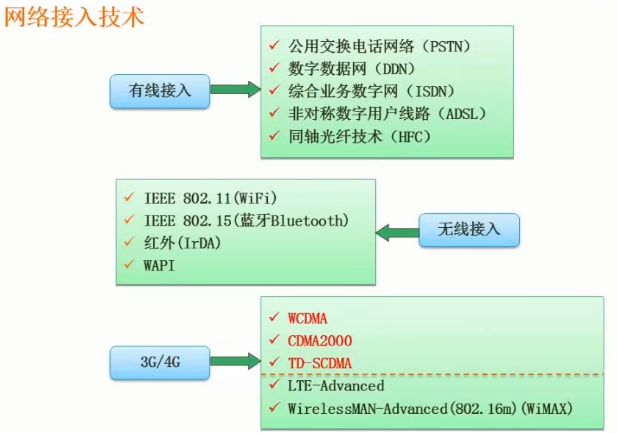 网络接入技术
有线接入
公用交换电话网络（PSTN）
数字数据网（DDN）
综合业务数字网（ISDN）
非对称数字用户线路（ADSL）
同轴光纤技术（HFC）
IEEE 802.11(WiFi)
IEEE 802.15(蓝牙Bluetooth)
红外(IrDA)
WAPI
无线接入
3G/4G
WCDMA
CDMA2000
TD-SCDMA
LTE-Advanced
WirelessMAN-Advanced(802.16m)(WiMAX)